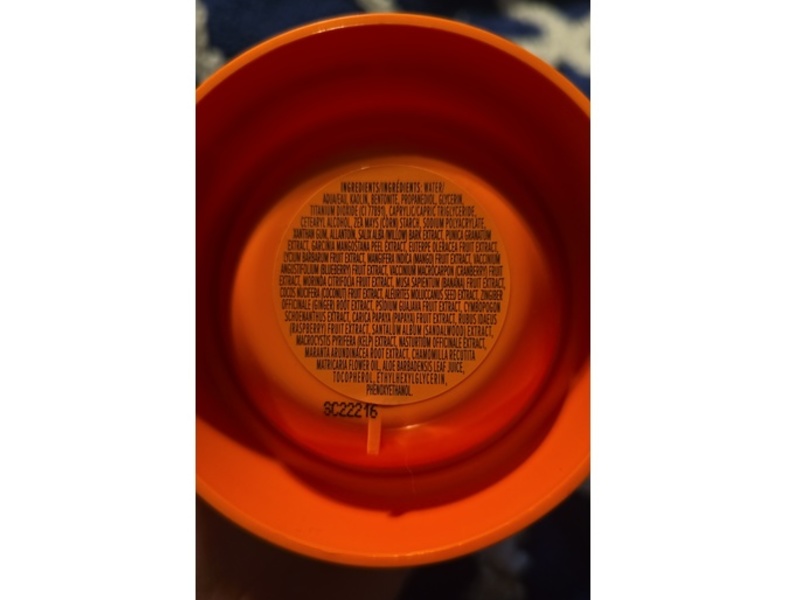 INGREDIENTS/INGRÉDIENTS: WATER/
AQUA/EAU, KAOLIN, BENTONITE, PROPANEDIOL, GLYCERIN,
TITANIUM DIOXIDE (CI 77891), CAPRYLIC/CAPRIC TRIGLYCERIDE,
CETEARYL ALCOHOL, ZEA MAYS (CORN) STARCH, SODIUM POLYACRYLATE,
XANTHAN GUM, ALLANTOIN, SALIX ALBA (WILLOW) BARK EXTRACT, PUNICA GRANATUM
EXTRACT, GARCINIA MANGOSTANA PEEL EXTRACT, EUTERPE OLERACEA FRUIT EXTRACT,
LYCIUM BARBARUM FRUIT EXTRACT, MANGIFERA INDICA (MANGO) FRUIT EXTRACT, VACCINIUM
ANGUSTIFOLIUM (BLUEBERRY) FRUIT EXTRACT, VACCINIUM MACROCARPON (CRANBERRY) FRUIT
EXTRACT, MORINDA CITRIFOLIA FRUIT EXTRACT, MUSA SAPIENTUM (BANANA) FRUIT EXTRACT,
COCOS NUCIFERA (COCONUT) FRUIT EXTRACT, ALEURITES MOLUCCANUS SEED EXTRACT, ZINGIBER
OFFICINALE (GINGER) ROOT EXTRACT, PSIDIUM GUAJAVA FRUIT EXTRACT, CYMBOPOGON
SCHOENANTHUS EXTRACT, CARICA PAPAYA (PAPAYA) FRUIT EXTRACT, RUBUS IDAEUS
(RASPBERRY) FRUIT EXTRACT, SANTALUM ALBUM (SANDALWOOD) EXTRACT,
MACROCYSTIS PYRIFERA (KELP) EXTRACT, NASTURTIUM OFFICINALE EXTRACT,
MARANTA ARUNDINACEA ROOT EXTRACT, CHAMOMILLA RECUTITA
MATRICARIA FLOWER OIL, ALOE BARBADENSIS LEAF JUICE,
TOCOPHEROL, ETHYLHEXYLGLYCERIN,
PHENOXYETHANOL.
SC22216